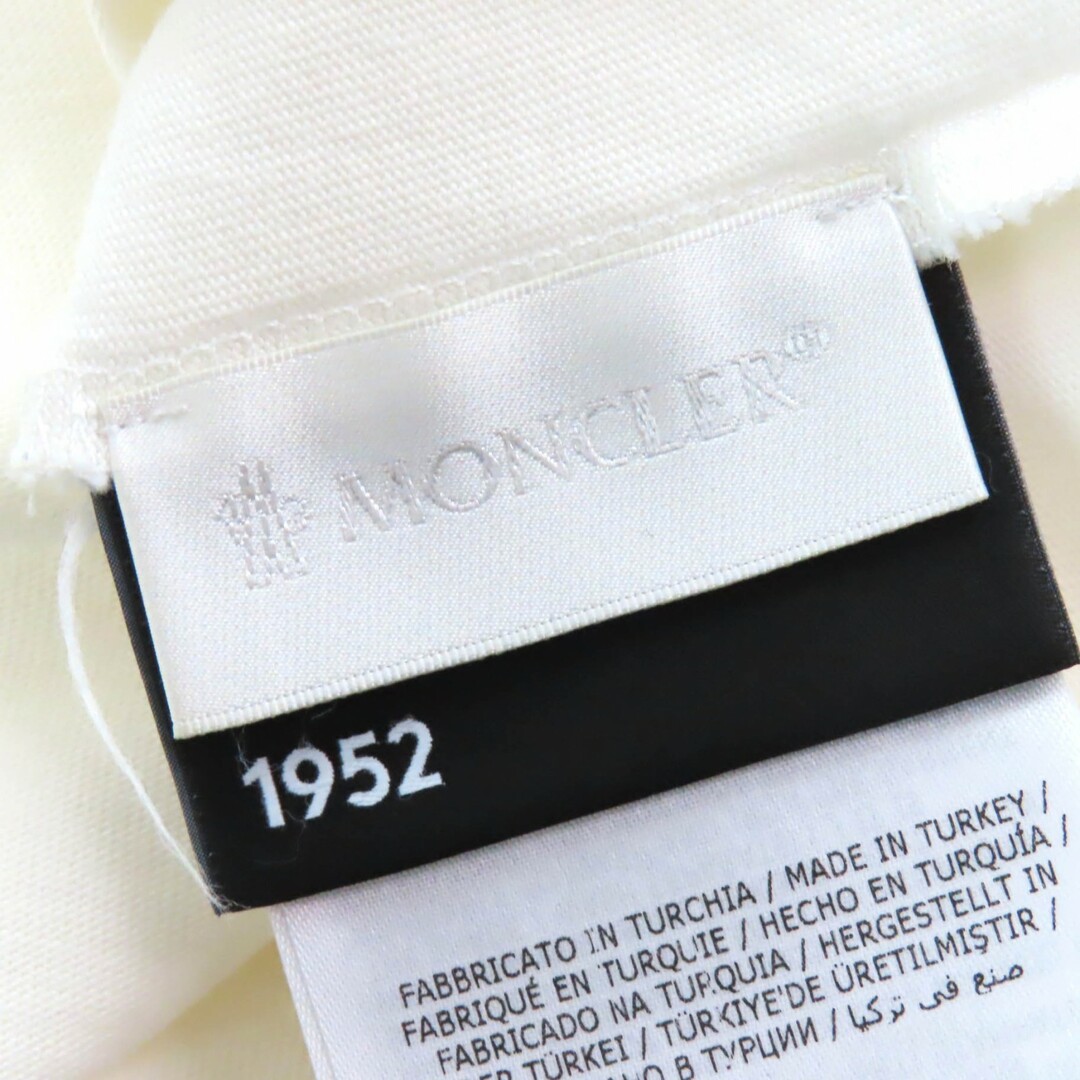 MONCLER
1952
FABBRICATO IN TURCHIA / MADE IN TURKEY /
FABRIQUÉ EN TURQUIE / HECHO EN TURQUÍA /
FABRICADO NA TURQUIA / HERGESTELLT IN
TÜRKEI / TÜRKIYE'DE ÜRETILMIŞTIR /
В ТУРЦИИ / صنع في تركيا